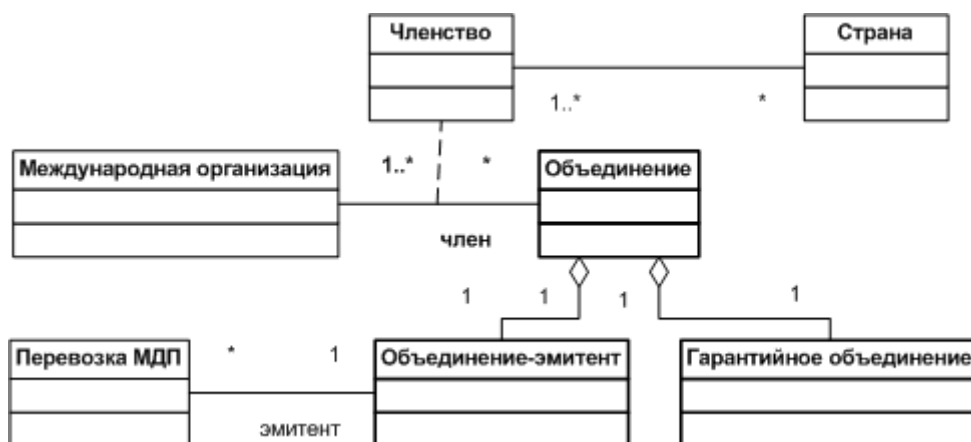 Членство
Страна
1..*
*
Международная организация
1..*
*
Объединение
член
1
1
1
1
Перевозка МДП
*
1
Объединение-эмитент
Гарантийное объединение
эмитент